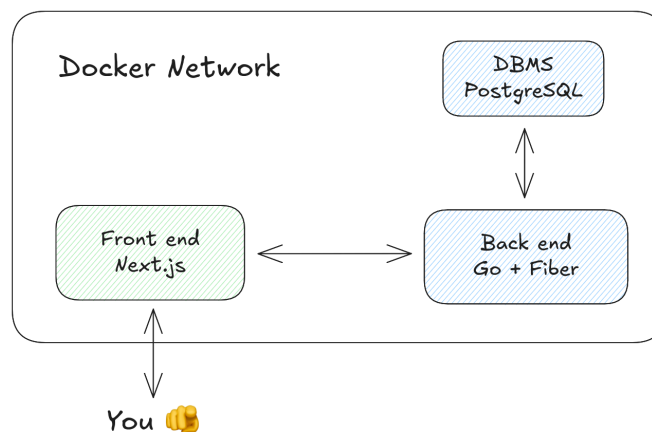 Docker Network
DBMS
PostgreSQL
Front end
Next.js
Back end
Go + Fiber
You 🫵